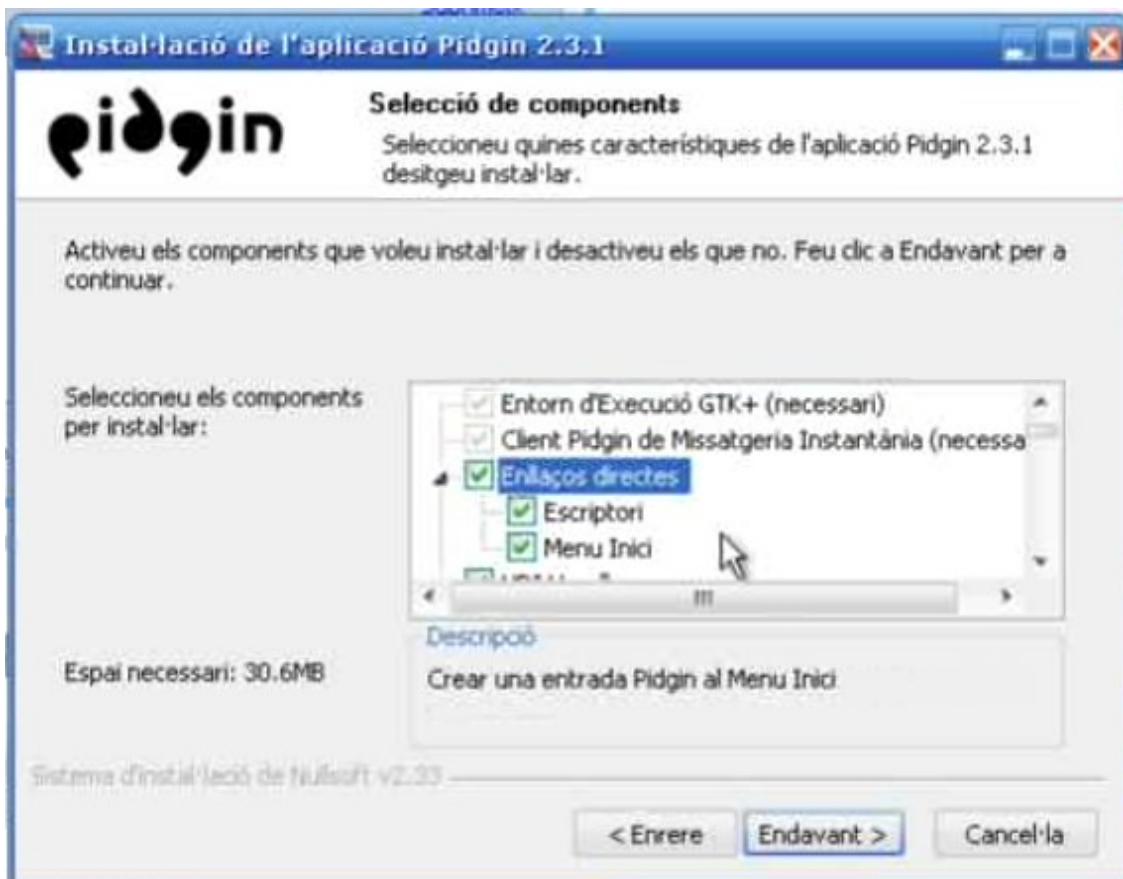 Instal·lació de l'aplicació Pidgin 2.3.1
pidgin
Selecció de components
Seleccioneu quines característiques de l'aplicació Pidgin 2.3.1
desitgeu instal·lar.
Activeu els components que voleu instal·lar i desactiveu els que no. Feu clic a Endavant per a
continuar.
Seleccioneu els components
per instal·lar:
Entorn d'Execució GTK+ (necessari)
Client Pidgin de Missatgeria Instantània (necessa
Enllaços directes
Escriptori
Menu Inici
Descripció
Espai necessari: 30.6MB
Crear una entrada Pidgin al Menu Inici
Sistema d'instal·lació de Nullsoft v2.33
< Enrere
Endavant >
Cancel·la